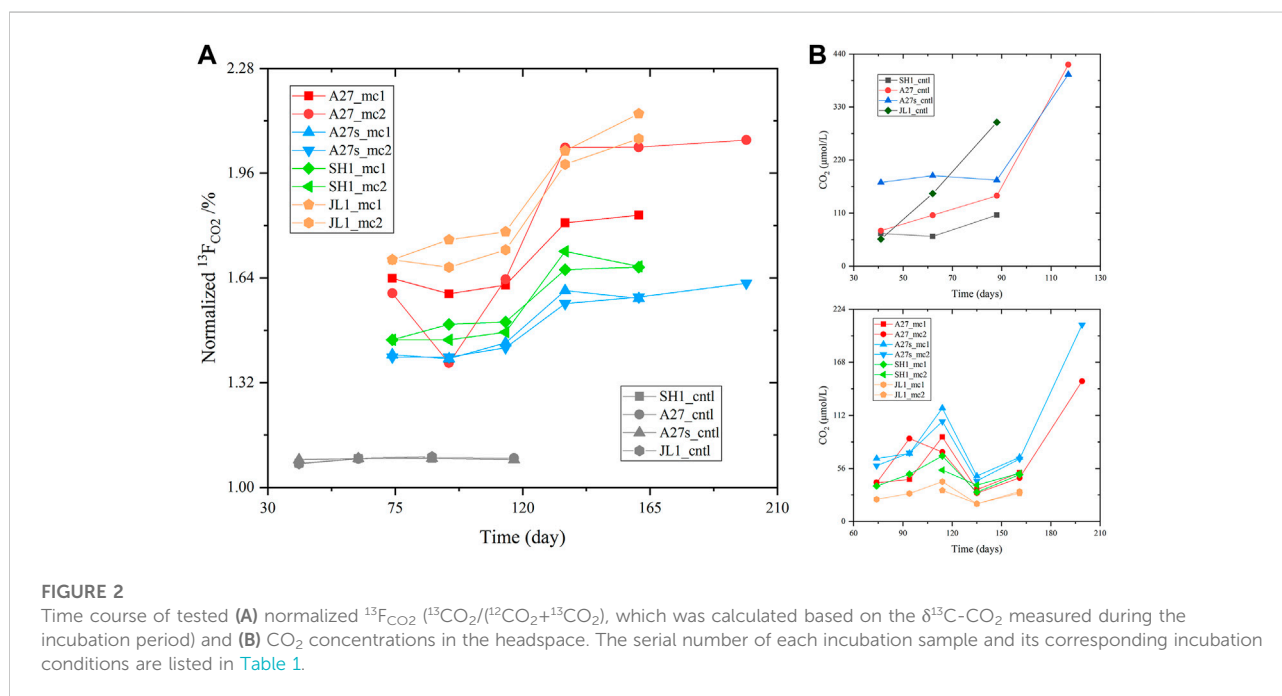 A
Normalized ¹³F_CO2 /%
2.28
1.96
1.64
1.32
1.00
A27_mc1
A27_mc2
A27s_mc1
A27s_mc2
SH1_mc1
SH1_mc2
JL1_mc1
JL1_mc2
SH1_cntl
A27_cntl
A27s_cntl
JL1_cntl
30 75 120 165 210
Time (day)
B
CO₂ (μmol/L)
440
330
220
110
0
SH1_cntl
A27_cntl
A27s_cntl
JL1_cntl
30 50 70 90 110 130
Time (days)
CO₂ (μmol/L)
224
168
112
56
0
A27_mc1
A27_mc2
A27s_mc1
A27s_mc2
SH1_mc1
SH1_mc2
JL1_mc1
JL1_mc2
60 90 120 150 180 210
Time (days)
FIGURE 2
Time course of tested (A) normalized ¹³F_CO2 (¹³CO₂/(¹²CO₂+¹³CO₂), which was calculated based on the δ¹³C-CO₂ measured during the
incubation period) and (B) CO₂ concentrations in the headspace. The serial number of each incubation sample and its corresponding incubation
conditions are listed in Table 1.